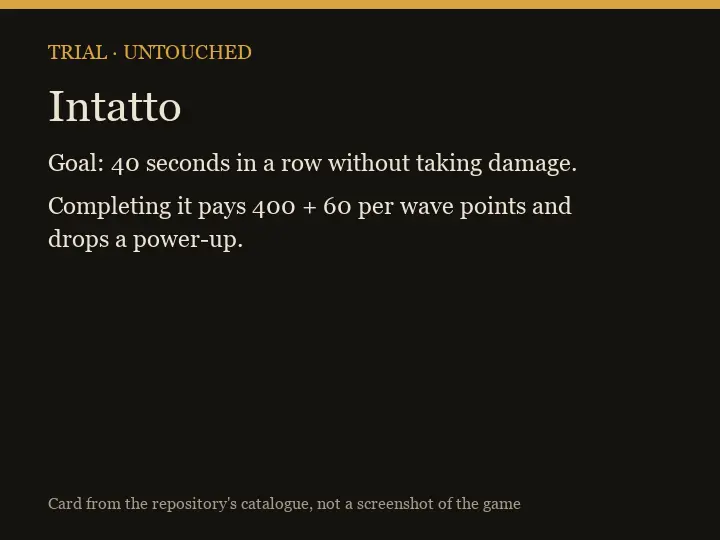 TRIAL · UNTOUCHED
Intatto
Goal: 40 seconds in a row without taking damage.
Completing it pays 400 + 60 per wave points and
drops a power-up.
Card from the repository's catalogue, not a screenshot of the game